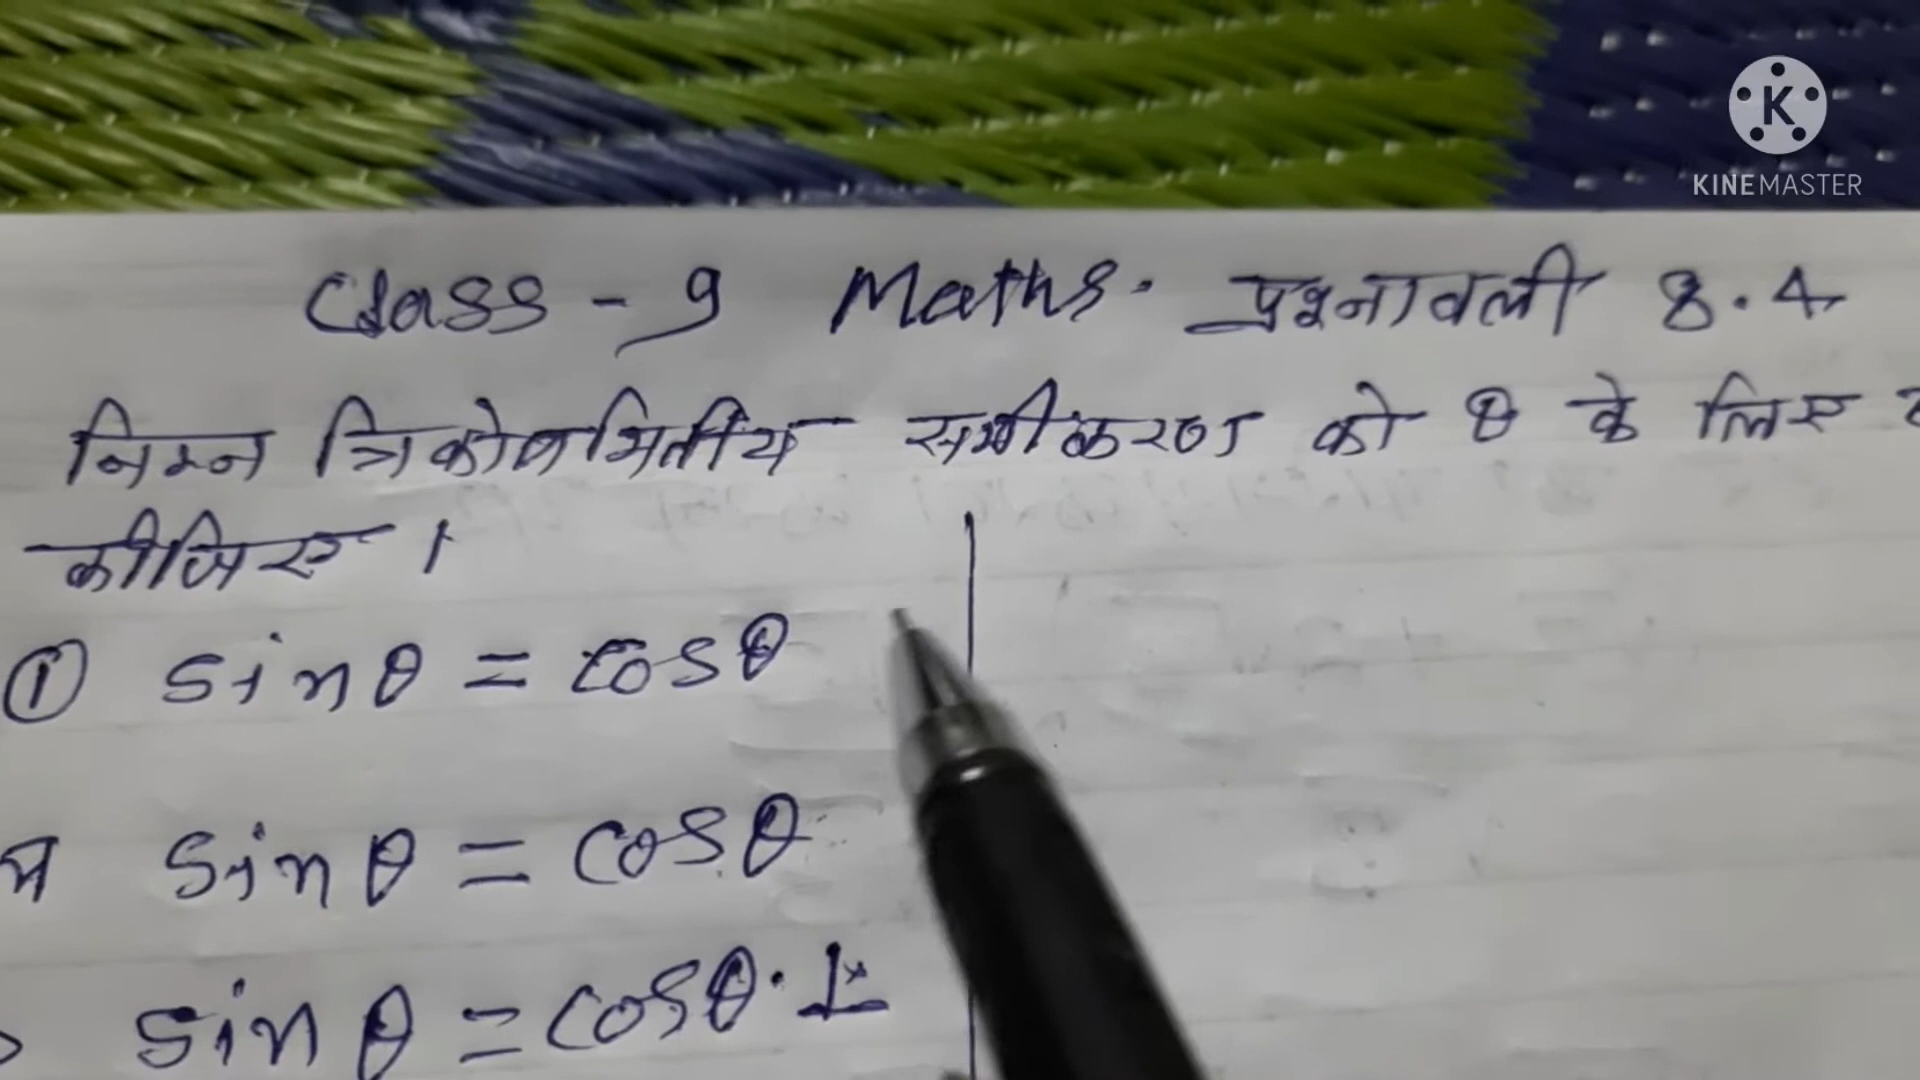 KINEMASTER
Class - 9 Maths. प्रश्नावली 8.4
निम्न त्रिकोणमितीय समीकरण को θ के लिए
कीजिए ।
① sinθ = cosθ
sinθ = cosθ
sinθ = cosθ. 1